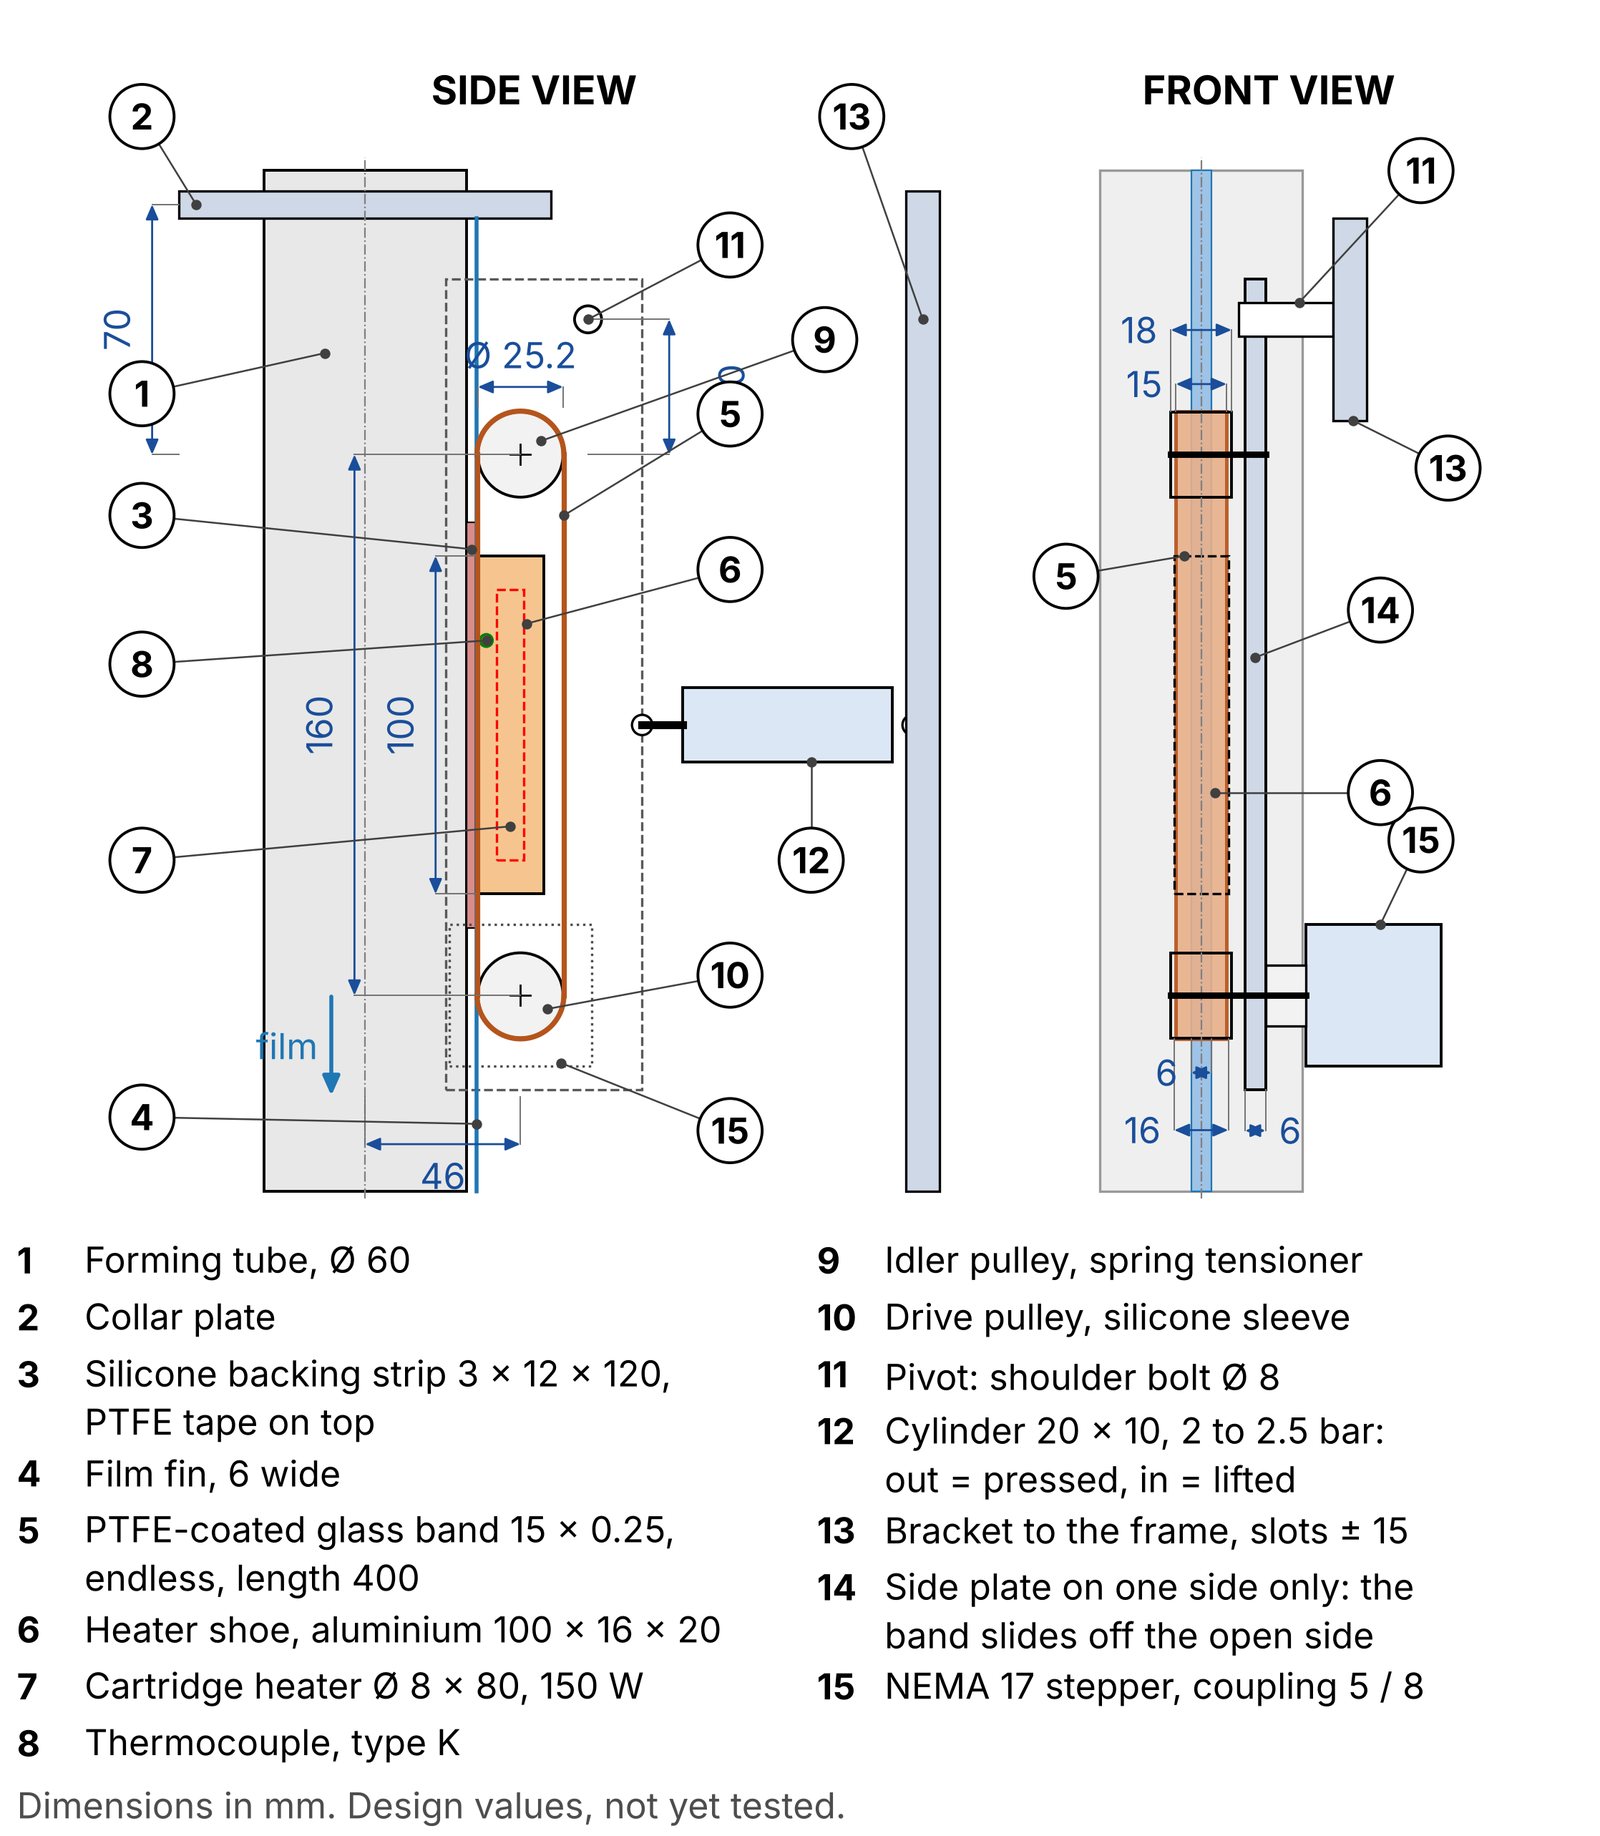 SIDE VIEW
FRONT VIEW
2
13
11
11
70
Ø 25.2
9
18
1
0
5
15
13
3
6
5
14
8
160
100
6
7
12
15
10
film
6
4
15
16
6
46
1 Forming tube, Ø 60
2 Collar plate
3 Silicone backing strip 3 × 12 × 120,
PTFE tape on top
4 Film fin, 6 wide
5 PTFE-coated glass band 15 × 0.25,
endless, length 400
6 Heater shoe, aluminium 100 × 16 × 20
7 Cartridge heater Ø 8 × 80, 150 W
8 Thermocouple, type K
9 Idler pulley, spring tensioner
10 Drive pulley, silicone sleeve
11 Pivot: shoulder bolt Ø 8
12 Cylinder 20 × 10, 2 to 2.5 bar:
out = pressed, in = lifted
13 Bracket to the frame, slots ± 15
14 Side plate on one side only: the
band slides off the open side
15 NEMA 17 stepper, coupling 5 / 8
Dimensions in mm. Design values, not yet tested.